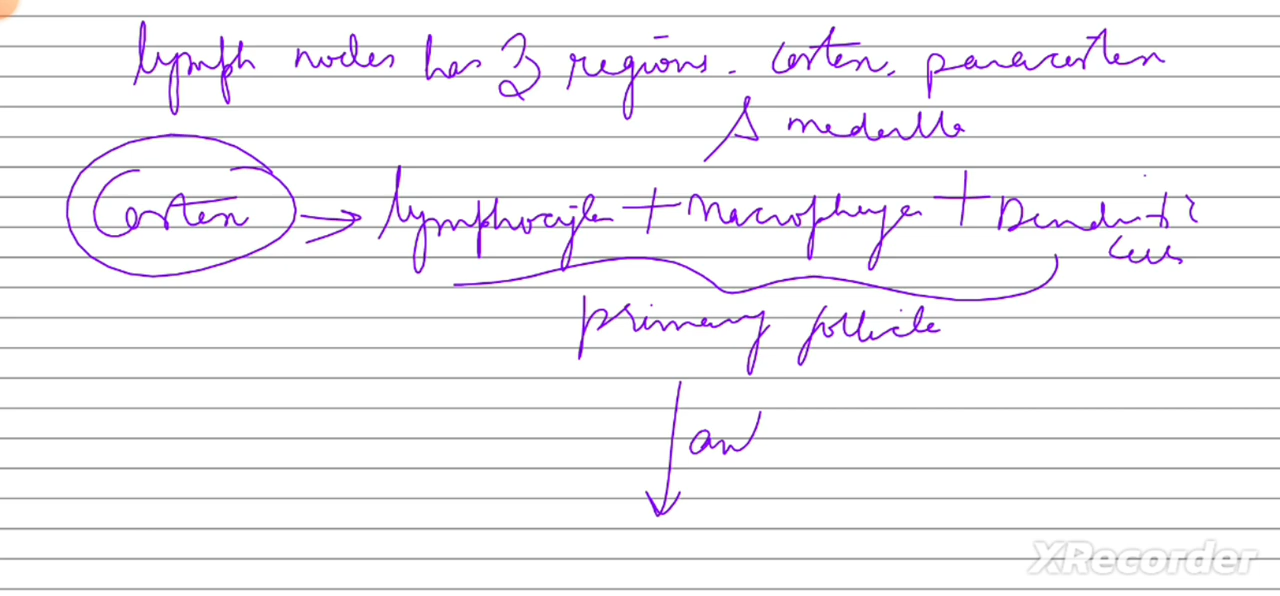 lymph nodes has 3 regions. cortex, paracortex
& medulla
Cortex → lymphocytes + Macrophages + Dendritic
cells
primary follicle
XRecorder